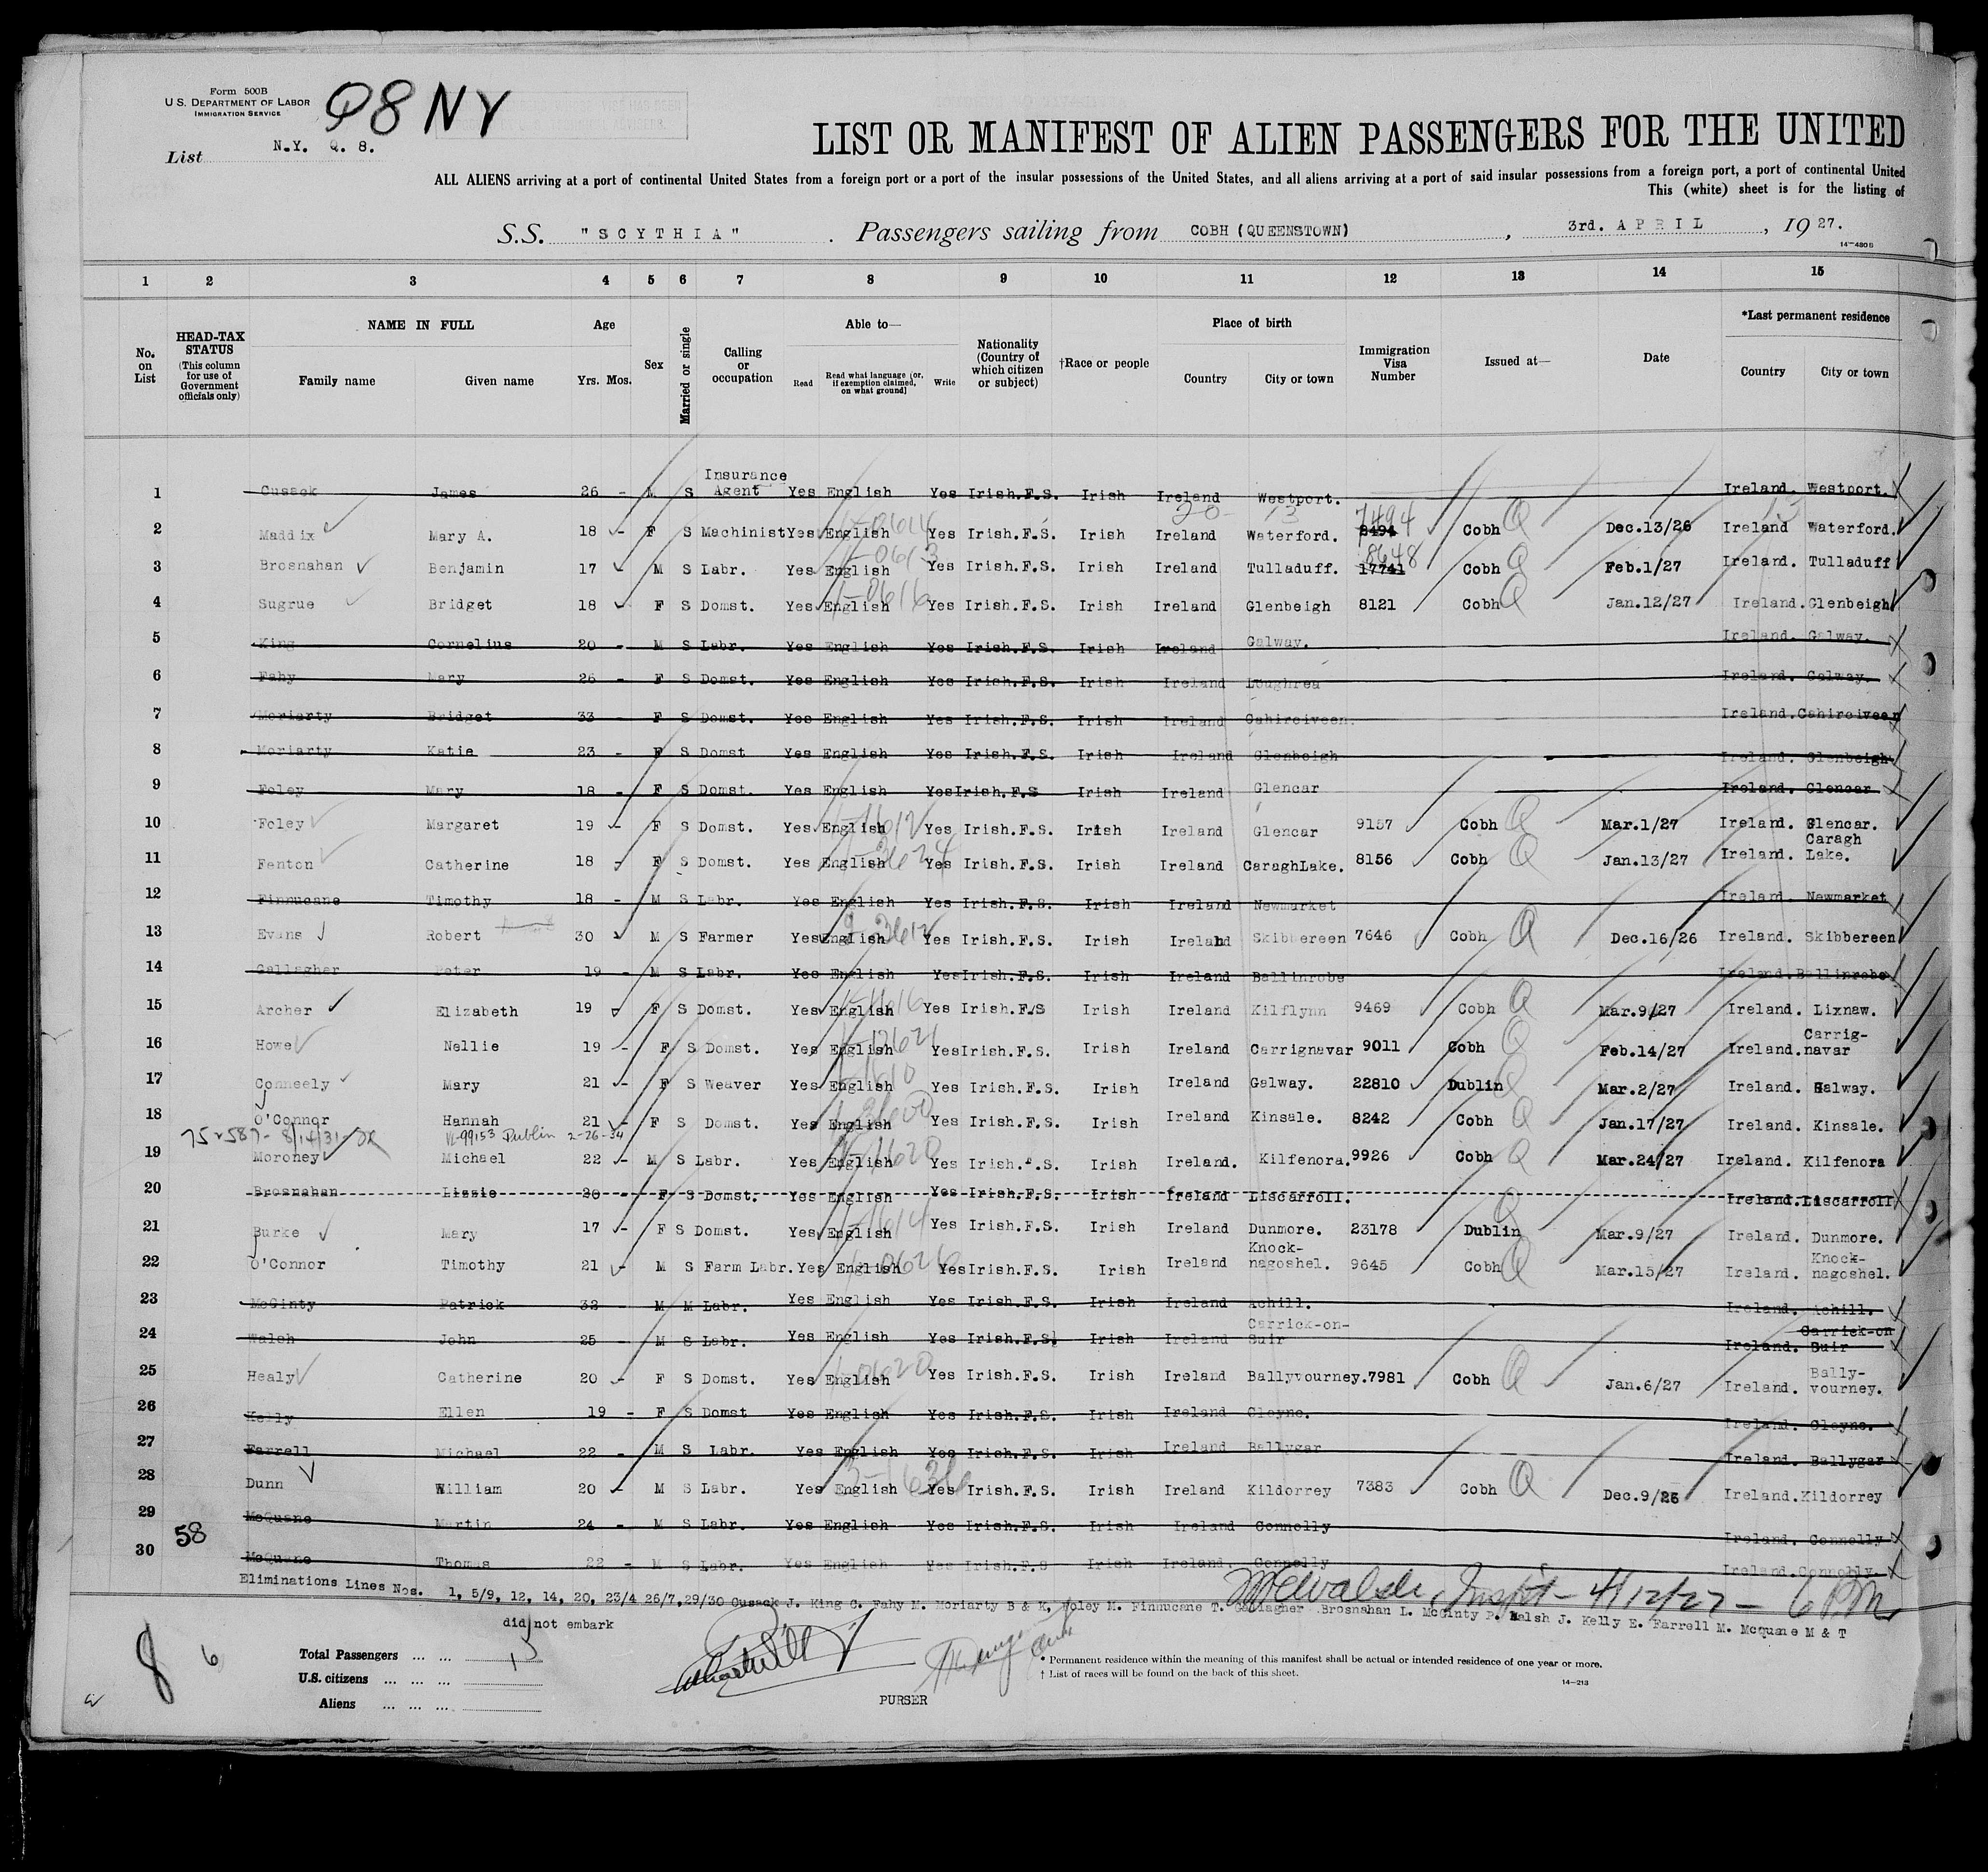 Form 500B
U.S. DEPARTMENT OF LABOR
IMMIGRATION SERVICE
Q8 NY
List N.Y. Q. 8.
LIST OR MANIFEST OF ALIEN PASSENGERS FOR THE UNITED
ALL ALIENS arriving at a port of continental United States from a foreign port or a port of the insular possessions of the United States, and all aliens arriving at a port of said insular possessions from a foreign port, a port of continental United
This (white) sheet is for the listing of
S.S. "SCYTHIA" . Passengers sailing from COBH (QUEENSTOWN) , 3rd. APRIL , 1927.
14-480B
1 2 3 4 5 6 7 8 9 10 11 12 13 14 15
No. on List
HEAD-TAX STATUS (This column for use of Government officials only)
NAME IN FULL
Family name Given name
Age
Yrs. Mos.
Sex
Married or single
Calling or occupation
Able to—
Read Read what language (or, if exemption claimed, on what ground) Write
Nationality (Country of which citizen or subject)
†Race or people
Place of birth
Country City or town
Immigration Visa Number
Issued at—
Date
*Last permanent residence
Country City or town
1 Cusack James 26 - M S Insurance Agent Yes English Yes Irish.F.S. Irish Ireland Westport. Ireland. Westport.
2 Maddix Mary A. 18 - F S Machinist Yes English Yes Irish.F.S. Irish Ireland Waterford. 8494 7494 Cobh Q Dec.13/26 Ireland Waterford.
3 Brosnahan Benjamin 17 M S Labr. Yes English Yes Irish.F.S. Irish Ireland Tulladuff. 17741 8648 Cobh Q Feb.1/27 Ireland. Tulladuff
4 Sugrue Bridget 18 F S Domst. Yes English Yes Irish.F.S. Irish Ireland Glenbeigh 8121 Cobh Q Jan.12/27 Ireland. Glenbeigh
5 King Cornelius 20 - M S Labr. Yes English Yes Irish.F.S. Irish Ireland Galway. Ireland. Galway.
6 Fahy Mary 26 - F S Domst. Yes English Yes Irish.F.S. Irish Ireland Loughrea Ireland. Galway.
7 Moriarty Bridget 33 - F S Domst. Yes English Yes Irish.F.S. Irish Ireland Cahirciveen. Ireland. Cahirciveen
8 Moriarty Katie 23 - F S Domst Yes English Yes Irish.F.S. Irish Ireland Glenbeigh Ireland. Glenbeigh
9 Foley Mary 18 - F S Domst. Yes English Yes Irish.F.S Irish Ireland Glencar Ireland. Glencar
10 Foley Margaret 19 - F S Domst. Yes English Yes Irish.F.S. Irish Ireland Glencar 9157 Cobh Q Mar.1/27 Ireland. Glencar.
11 Fenton Catherine 18 - F S Domst. Yes English Yes Irish.F.S. Irish Ireland CaraghLake. 8156 Cobh Q Jan.13/27 Ireland. Caragh Lake.
12 Finnucane Timothy 18 - M S Labr. Yes English Yes Irish.F.S. Irish Ireland Newmarket Ireland. Newmarket
13 Evans Robert 30 M S Farmer Yes English Yes Irish.F.S. Irish Ireland Skibbereen 7646 Cobh Q Dec.16/26 Ireland. Skibbereen
14 Gallagher Peter 19 - M S Labr. Yes English Yes Irish.F.S. Irish Ireland Ballinrobe Ireland. Ballinrobe
15 Archer Elizabeth 19 F S Domst. Yes English Yes Irish.F.S Irish Ireland Kilflynn 9469 Cobh Q Mar.9/27 Ireland. Lixnaw.
16 Howe Nellie 19 - F S Domst. Yes English Yes Irish.F.S. Irish Ireland Carrignavar 9011 Cobh Q Feb.14/27 Ireland. Carrig-navar
17 Conneely Mary 21 - F S Weaver Yes English Yes Irish.F.S. Irish Ireland Galway. 22810 Dublin Q Mar.2/27 Ireland. Galway.
18 O'Connor Hannah 21 - F S Domst. Yes English Yes Irish.F.S. Irish Ireland Kinsale. 8242 Cobh Q Jan.17/27 Ireland. Kinsale.
8/14/31 VL-99153 Dublin 2-26-34
19 Moroney Michael 22 - M S Labr. Yes English Yes Irish.F.S. Irish Ireland. Kilfenora. 9926 Cobh Q Mar.24/27 Ireland. Kilfenora
20 Brosnahan Lizzie 20 - F S Domst. Yes English Yes Irish.F.S. Irish Ireland Liscarroll. Ireland. Liscarroll
21 Burke Mary 17 - F S Domst. Yes English Yes Irish.F.S. Irish Ireland Dunmore. 23178 Dublin Q Mar.9/27 Ireland. Dunmore.
22 O'Connor Timothy 21 - M S Farm Labr. Yes English Yes Irish.F.S. Irish Ireland Knock-nagoshel. 9645 Cobh Q Mar.15/27 Ireland. Knock-nagoshel.
23 McGinty Patrick 32 - M M Labr. Yes English Yes Irish.F.S. Irish Ireland Achill. Ireland. Achill.
24 Walsh John 25 - M S Labr. Yes English Yes Irish.F.S. Irish Ireland Carrick-on-Suir Ireland. Carrick-on Suir
25 Healy Catherine 20 - F S Domst. Yes English Yes Irish.F.S. Irish Ireland Ballyvourney. 7981 Cobh Q Jan.6/27 Ireland. Bally-vourney.
26 Kelly Ellen 19 - F S Domst Yes English Yes Irish.F.S. Irish Ireland Cloyne. Ireland. Cloyne.
27 Farrell Michael 22 - M S Labr. Yes English Yes Irish.F.S. Irish Ireland Ballygar Ireland. Ballygar
28 Dunn William 20 - M S Labr. Yes English Yes Irish.F.S. Irish Ireland Kildorrey 7383 Cobh Q Dec.9/26 Ireland. Kildorrey
29 McQuane Martin 24 - M S Labr. Yes English Yes Irish.F.S. Irish Ireland Connolly Ireland. Connolly
58
30 McQuane Thomas 22 - M S Labr. Yes English Yes Irish.F.S Irish Ireland. Connolly Ireland. Connolly.
Eliminations Lines Nos. 1, 5/9, 12, 14, 20, 23/4 26/7,29/30 Cusack J. King C. Fahy M. Moriarty B & K, Foley M. Finnucane T. Gallagher Brosnahan L. McGinty P. Walsh J. Kelly E. Farrell M. McQuane M & T
did not embark
4/12/27 - 6 PM
Total Passengers ... ... 15
U.S. citizens ... ... ...
Aliens ... ... ...
6
PURSER
* Permanent residence within the meaning of this manifest shall be actual or intended residence of one year or more.
† List of races will be found on the back of this sheet.
14-213